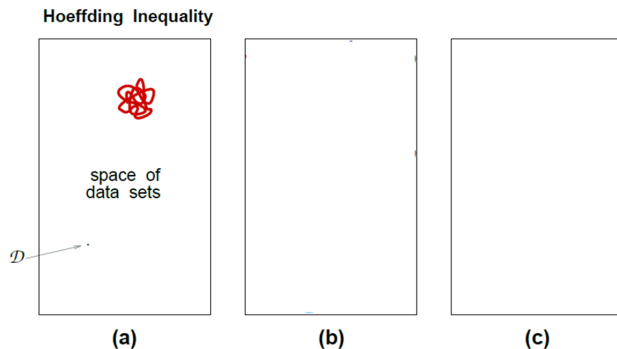 Hoeffding Inequality
space of
data sets
𝒟
(a)
(b)
(c)